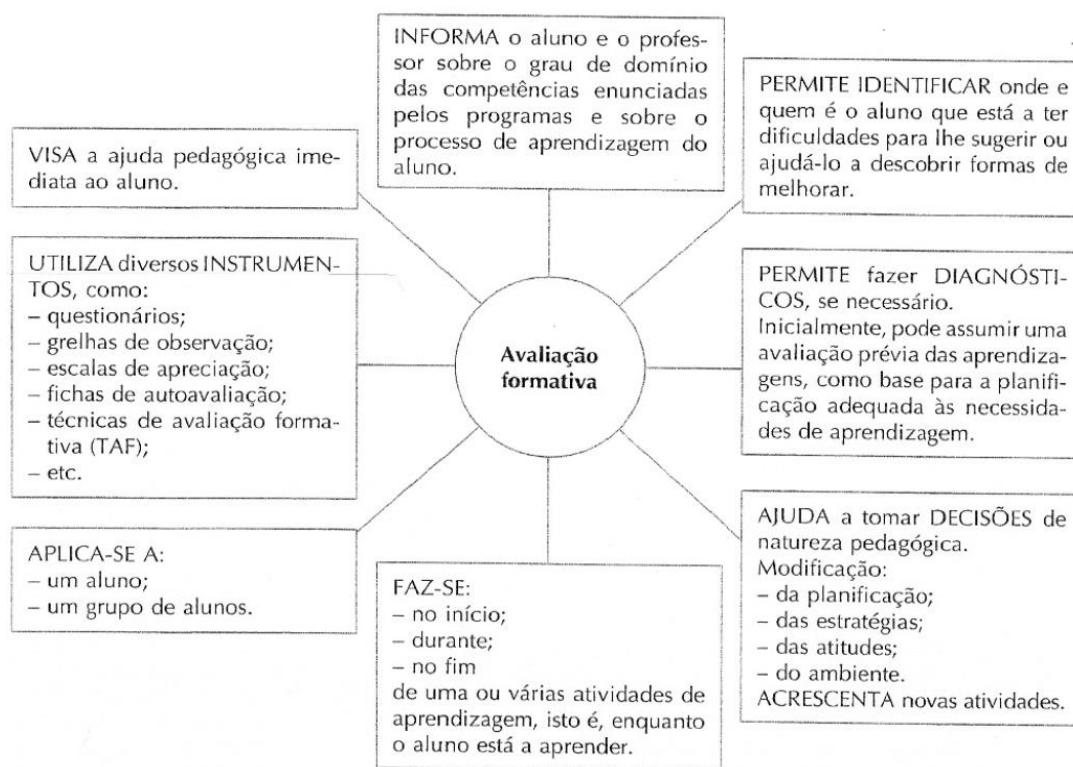 INFORMA o aluno e o profes-
sor sobre o grau de domínio
das competências enunciadas
pelos programas e sobre o
processo de aprendizagem do
aluno.
PERMITE IDENTIFICAR onde e
quem é o aluno que está a ter
dificuldades para lhe sugerir ou
ajudá-lo a descobrir formas de
melhorar.
VISA a ajuda pedagógica ime-
diata ao aluno.
UTILIZA diversos INSTRUMEN-
TOS, como:
– questionários;
– grelhas de observação;
– escalas de apreciação;
– fichas de autoavaliação;
– técnicas de avaliação forma-
tiva (TAF);
– etc.
Avaliação
formativa
PERMITE fazer DIAGNÓSTI-
COS, se necessário.
Inicialmente, pode assumir uma
avaliação prévia das aprendiza-
gens, como base para a planifi-
cação adequada às necessida-
des de aprendizagem.
APLICA-SE A:
– um aluno;
– um grupo de alunos.
FAZ-SE:
– no início;
– durante;
– no fim
de uma ou várias atividades de
aprendizagem, isto é, enquanto
o aluno está a aprender.
AJUDA a tomar DECISÕES de
natureza pedagógica.
Modificação:
– da planificação;
– das estratégias;
– das atitudes;
– do ambiente.
ACRESCENTA novas atividades.